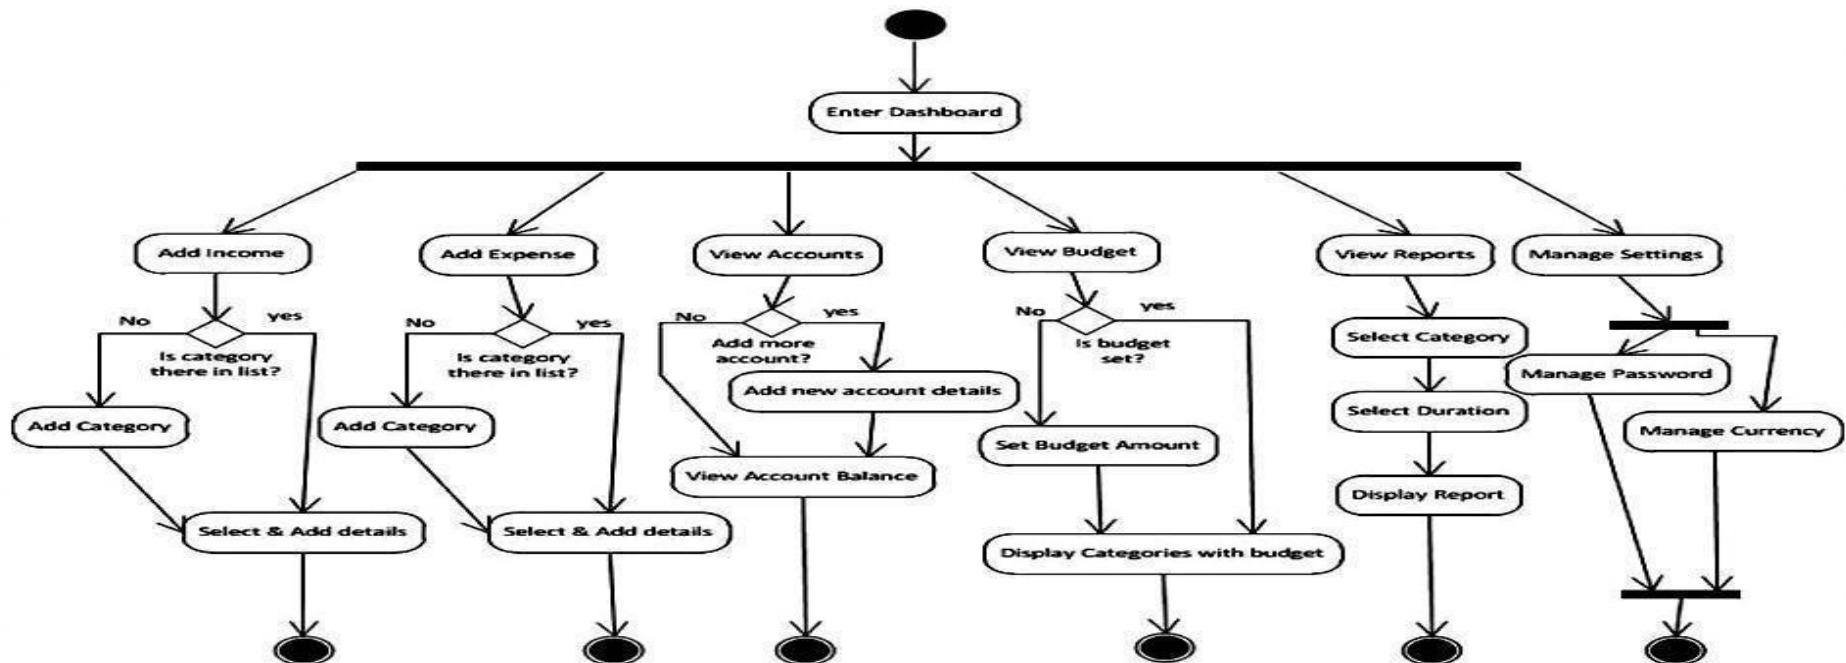 Enter Dashboard
Add Income
Add Expense
View Accounts
View Budget
View Reports
Manage Settings
No
yes
Is category
there in list?
Add Category
Select & Add details
No
yes
Is category
there in list?
Add Category
Select & Add details
No
yes
Add more
account?
Add new account details
View Account Balance
No
yes
Is budget
set?
Set Budget Amount
Display Categories with budget
Select Category
Select Duration
Display Report
Manage Password
Manage Currency